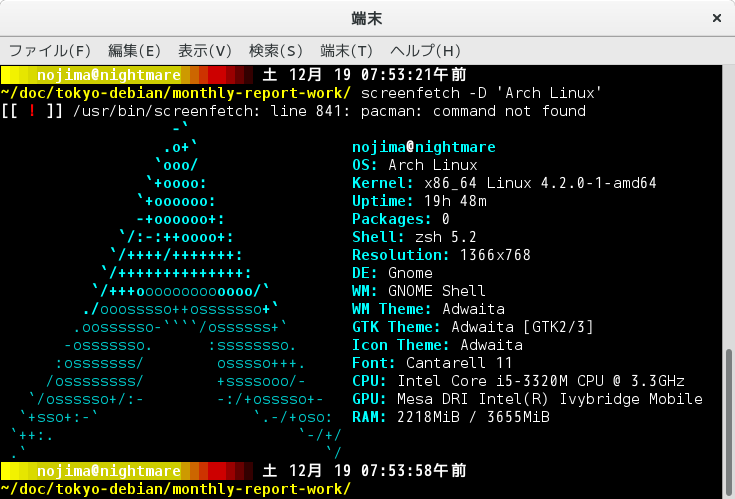 端末
ファイル(F) 編集(E) 表示(V) 検索(S) 端末(T) ヘルプ(H)
nojima@nightmare 土 12月 19 07:53:21午前
~/doc/tokyo-debian/monthly-report-work/ screenfetch -D 'Arch Linux'
[[ ! ]] /usr/bin/screenfetch: line 841: pacman: command not found
-`
.o+` nojima@nightmare
`ooo/ OS: Arch Linux
`+oooo: Kernel: x86_64 Linux 4.2.0-1-amd64
`+oooooo: Uptime: 19h 48m
-+oooooo+: Packages: 0
`/:-:++oooo+: Shell: zsh 5.2
`/++++/+++++++: Resolution: 1366x768
`/++++++++++++++: DE: Gnome
`/+++ooooooooooooo/` WM: GNOME Shell
./ooosssso++osssssso+` WM Theme: Adwaita
.oossssso-````/ossssss+` GTK Theme: Adwaita [GTK2/3]
-osssssso. :ssssssso. Icon Theme: Adwaita
:osssssss/ osssso+++. Font: Cantarell 11
/ossssssss/ +ssssooo/- CPU: Intel Core i5-3320M CPU @ 3.3GHz
`/ossssso+/:- -:/+osssso+- GPU: Mesa DRI Intel(R) Ivybridge Mobile
`+sso+:-` `.-/+oso: RAM: 2218MiB / 3655MiB
`++:. `-/+/
.` `/
nojima@nightmare 土 12月 19 07:53:58午前
~/doc/tokyo-debian/monthly-report-work/